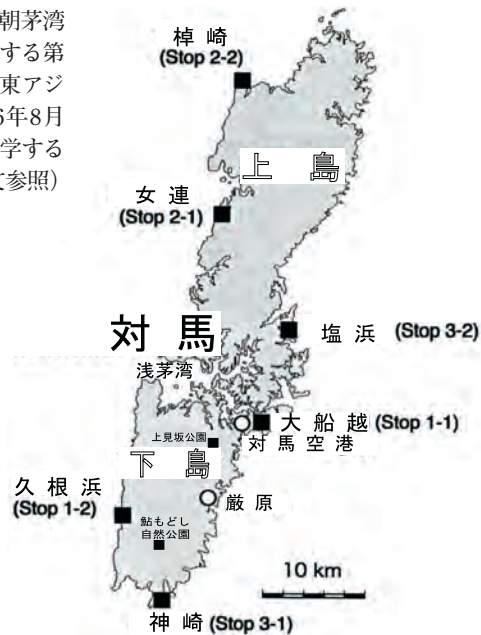 朝茅湾
する第
東アジ
6年8月
学する
文参照)
棹崎
(Stop 2-2)
上島
女連
(Stop 2-1)
対馬
塩浜 (Stop 3-2)
浅茅湾
大船越 (Stop 1-1)
上見坂公園
対馬空港
下島
久根浜
(Stop 1-2)
厳原
鮎もどし
自然公園
10 km
神崎 (Stop 3-1)